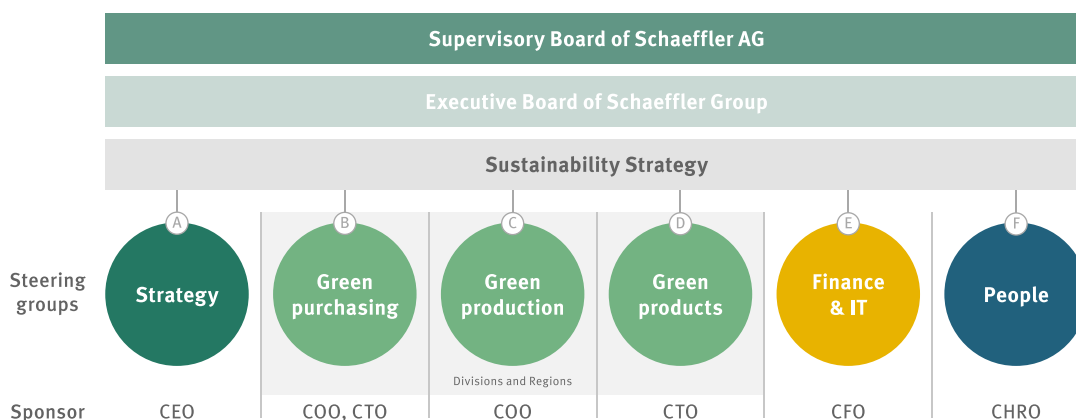 Supervisory Board of Schaeffler AG
Executive Board of Schaeffler Group
Sustainability Strategy
A B C D E F
Steering groups
Strategy
Green purchasing
Green production
Green products
Finance & IT
People
Divisions and Regions
Sponsor CEO COO, CTO COO CTO CFO CHRO